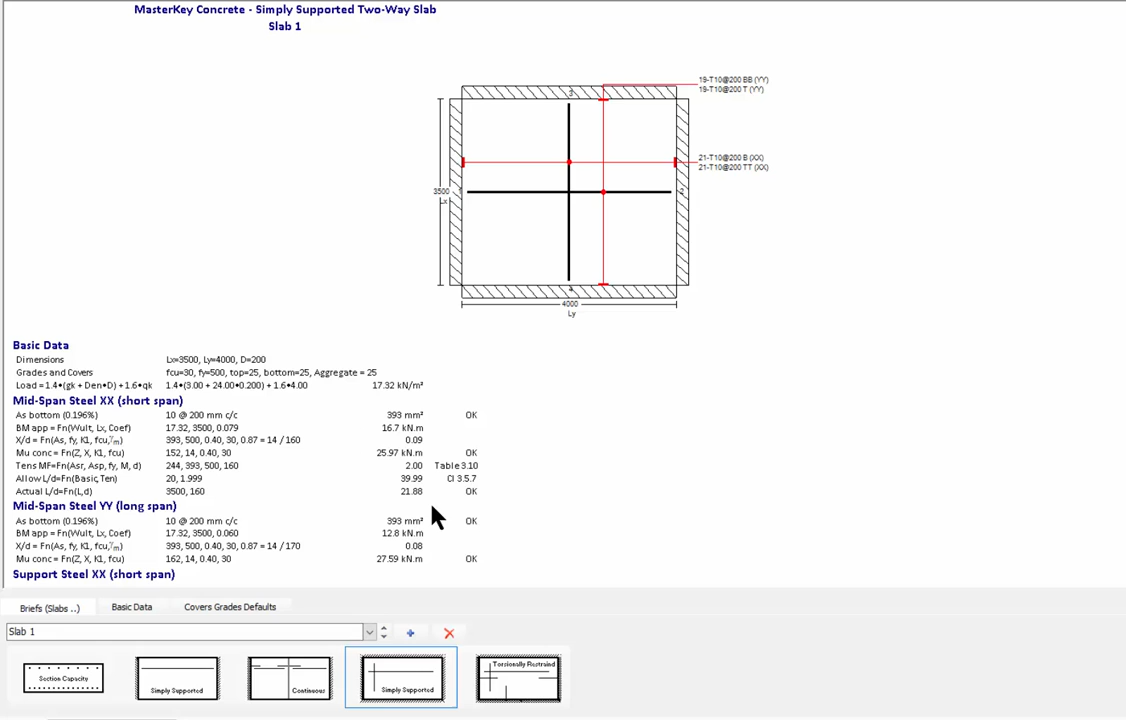 MasterKey Concrete - Simply Supported Two-Way Slab
Slab 1
19-T10@200 BB (YY)
19-T10@200 T (YY)
3
21-T10@200 B (XX)
21-T10@200 TT (XX)
3500 1 2
Lx
4
4000
Ly
Basic Data
Dimensions Lx=3500, Ly=4000, D=200
Grades and Covers fcu=30, fy=500, top=25, bottom=25, Aggregate = 25
Load = 1.4•(gk + Den•D) + 1.6•qk 1.4•(3.00 + 24.00•0.200) + 1.6•4.00 17.32 kN/m²
Mid-Span Steel XX (short span)
As bottom (0.196%) 10 @ 200 mm c/c 393 mm² OK
BM app = Fn(Wult, Lx, Coef) 17.32, 3500, 0.079 16.7 kN.m
X/d = Fn(As, fy, K1, fcu,γm) 393, 500, 0.40, 30, 0.87 = 14 / 160 0.09
Mu conc = Fn(Z, X, K1, fcu) 152, 14, 0.40, 30 25.97 kN.m OK
Tens MF=Fn(Asr, Asp, fy, M, d) 244, 393, 500, 160 2.00 Table 3.10
Allow L/d=Fn(Basic,Ten) 20, 1.999 39.99 Cl 3.5.7
Actual L/d=Fn(L,d) 3500, 160 21.88 OK
Mid-Span Steel YY (long span)
As bottom (0.196%) 10 @ 200 mm c/c 393 mm² OK
BM app = Fn(Wult, Lx, Coef) 17.32, 3500, 0.060 12.8 kN.m
X/d = Fn(As, fy, K1, fcu,γm) 393, 500, 0.40, 30, 0.87 = 14 / 170 0.08
Mu conc = Fn(Z, X, K1, fcu) 162, 14, 0.40, 30 27.59 kN.m OK
Support Steel XX (short span)
Briefs (Slabs ..) Basic Data Covers Grades Defaults
Slab 1
Section Capacity Simply Supported Continuous Simply Supported Torsionally Restraind